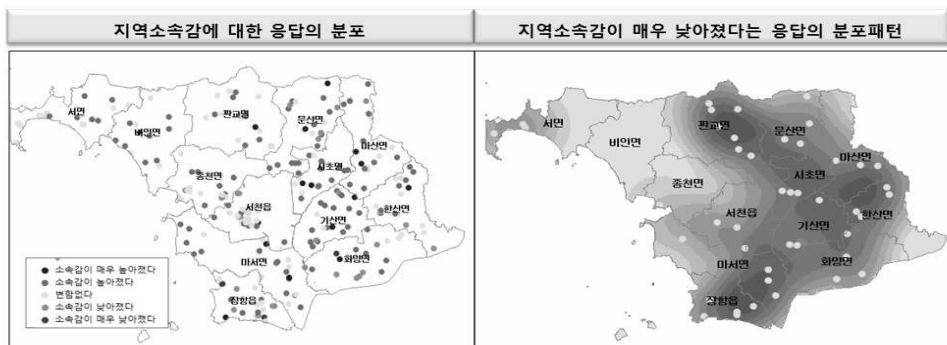 지역소속감에 대한 응답의 분포
서면
비인면
판교면
문산면
마산면
시초면
종천면
서천읍
기산면
한산면
마서면
화양면
장항읍
소속감이 매우 높아졌다
소속감이 높아졌다
변함없다
소속감이 낮아졌다
소속감이 매우 낮아졌다
지역소속감이 매우 낮아졌다는 응답의 분포패턴
서면
비인면
판교면
문산면
마산면
시초면
종천면
서천읍
기산면
한산면
마서면
화양면
장항읍